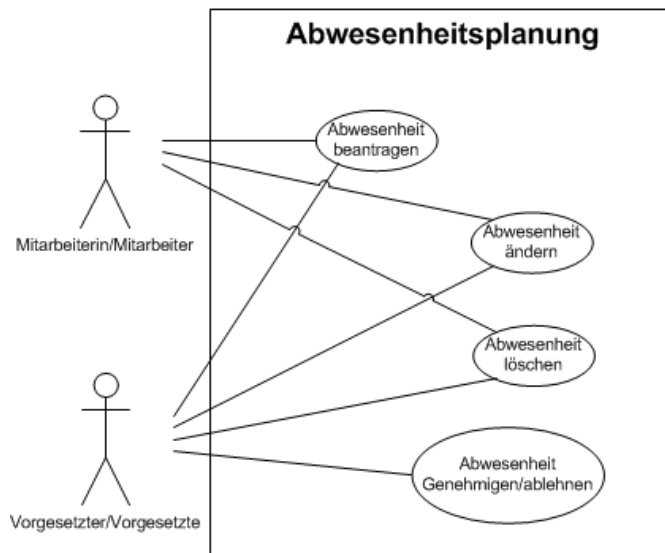 Abwesenheitsplanung
Abwesenheit
beantragen
Mitarbeiterin/Mitarbeiter
Abwesenheit
ändern
Abwesenheit
löschen
Abwesenheit
Genehmigen/ablehnen
Vorgesetzter/Vorgesetzte